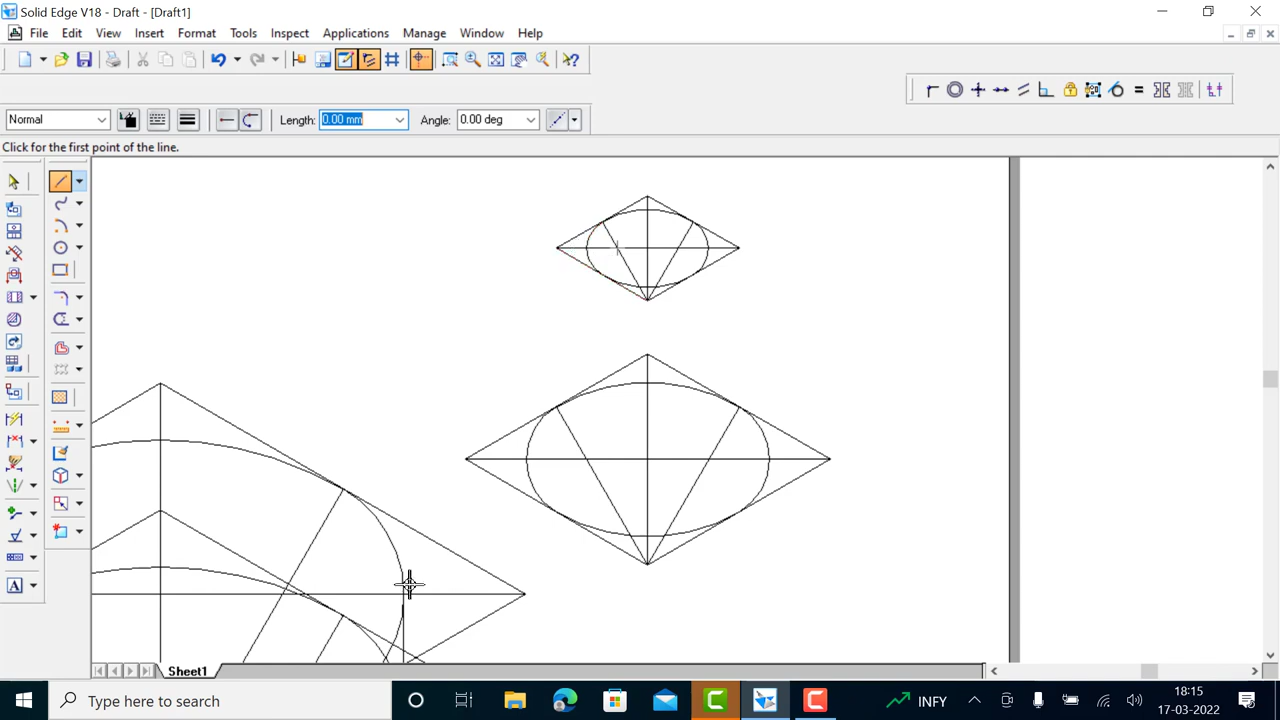 Solid Edge V18 - Draft - [Draft1]
File Edit View Insert Format Tools Inspect Applications Manage Window Help
Normal Length: 0.00 mm Angle: 0.00 deg
Click for the first point of the line.
A
Sheet1
Type here to search
INFY
18:15
17-03-2022
1